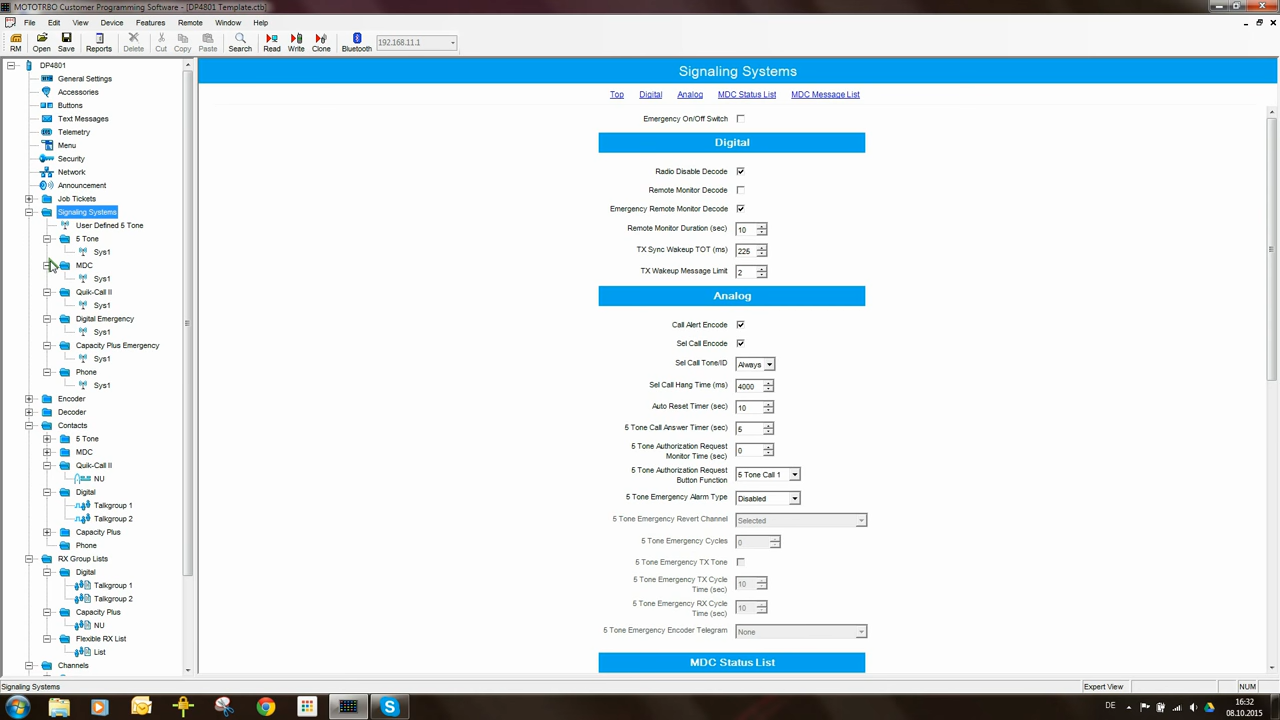 MOTOTRBO Customer Programming Software - [DP4801 Template.ctb]
File Edit View Device Features Remote Window Help
RM Open Save Reports Delete Cut Copy Paste Search Read Write Clone Bluetooth 192.168.11.1
DP4801
General Settings
Accessories
Buttons
Text Messages
Telemetry
Menu
Security
Network
Announcement
Job Tickets
Signaling Systems
User Defined 5 Tone
5 Tone
Sys1
MDC
Sys1
Quik-Call II
Sys1
Digital Emergency
Sys1
Capacity Plus Emergency
Sys1
Phone
Sys1
Encoder
Decoder
Contacts
5 Tone
MDC
Quik-Call II
NU
Digital
Talkgroup 1
Talkgroup 2
Capacity Plus
Phone
RX Group Lists
Digital
Talkgroup 1
Talkgroup 2
Capacity Plus
NU
Flexible RX List
List
Channels
Signaling Systems
Top Digital Analog MDC Status List MDC Message List
Emergency On/Off Switch
Digital
Radio Disable Decode
Remote Monitor Decode
Emergency Remote Monitor Decode
Remote Monitor Duration (sec) 10
TX Sync Wakeup TOT (ms) 225
TX Wakeup Message Limit 2
Analog
Call Alert Encode
Sel Call Encode
Sel Call Tone/ID Always
Sel Call Hang Time (ms) 4000
Auto Reset Timer (sec) 10
5 Tone Call Answer Timer (sec) 5
5 Tone Authorization Request
Monitor Time (sec) 0
5 Tone Authorization Request
Button Function 5 Tone Call 1
5 Tone Emergency Alarm Type Disabled
5 Tone Emergency Revert Channel Selected
5 Tone Emergency Cycles 0
5 Tone Emergency TX Tone
5 Tone Emergency TX Cycle
Time (sec) 10
5 Tone Emergency RX Cycle
Time (sec) 10
5 Tone Emergency Encoder Telegram None
MDC Status List
Signaling Systems Expert View NUM
DE 16:32
08.10.2015